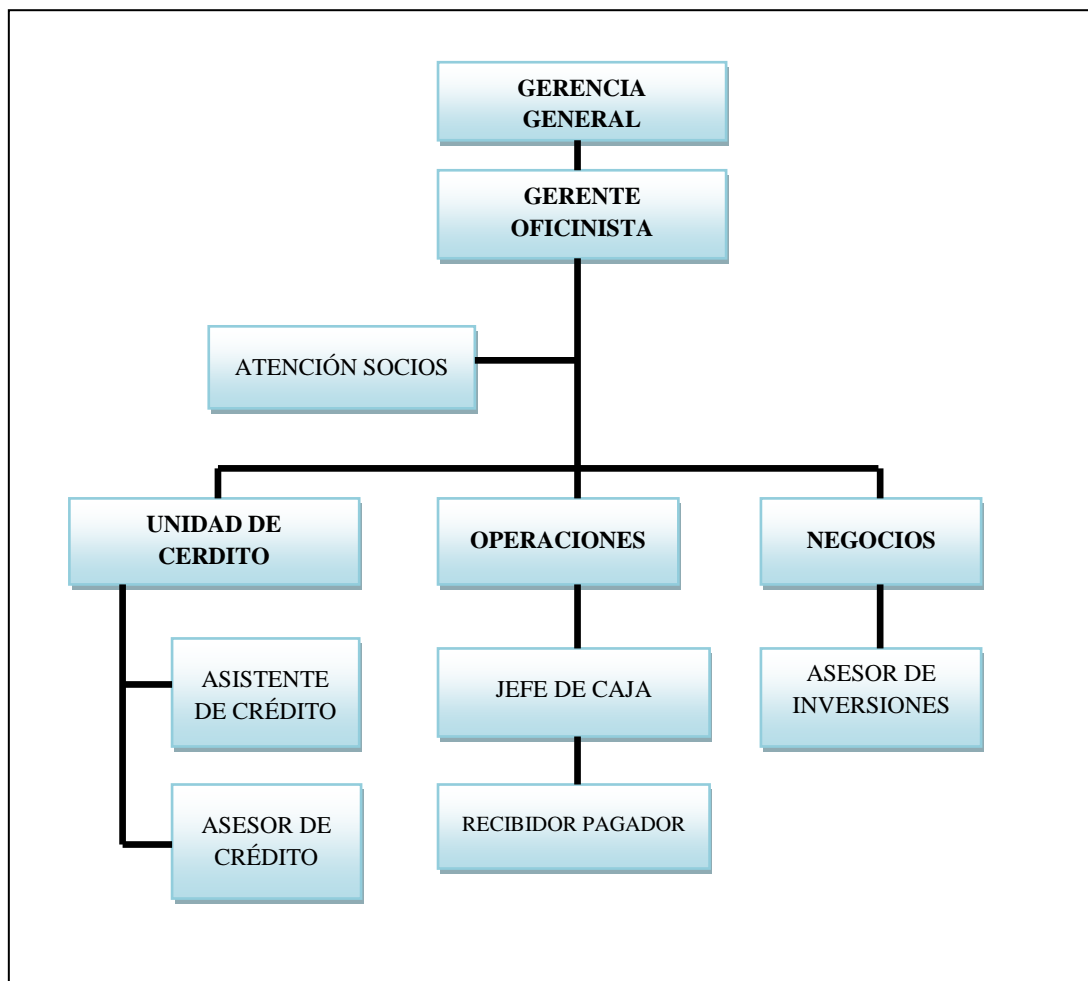 GERENCIA
GENERAL
GERENTE
OFICINISTA
ATENCIÓN SOCIOS
UNIDAD DE
CERDITO
OPERACIONES
NEGOCIOS
ASISTENTE
DE CRÉDITO
JEFE DE CAJA
ASESOR DE
INVERSIONES
ASESOR DE
CRÉDITO
RECIBIDOR PAGADOR